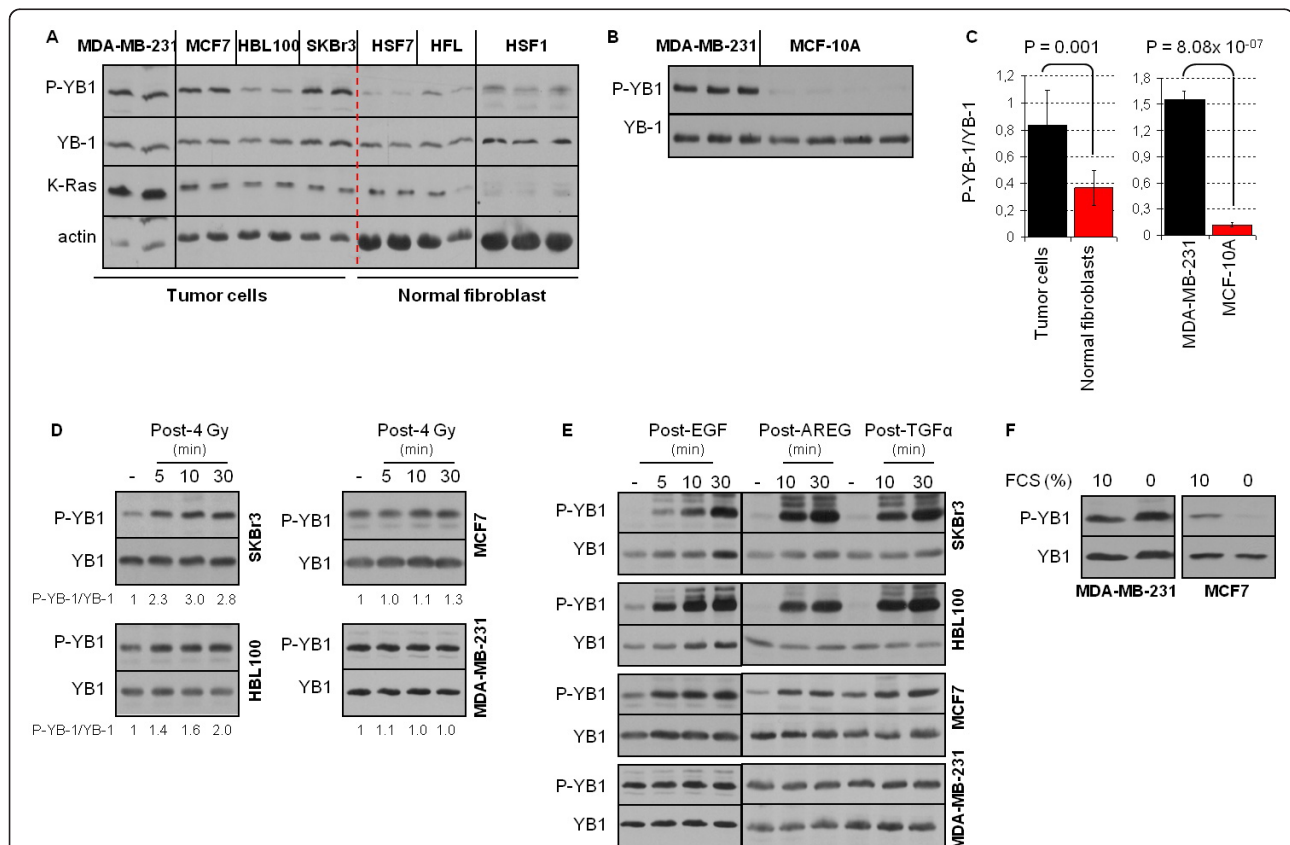 A
MDA-MB-231 MCF7 HBL100 SKBr3 HSF7 HFL HSF1
P-YB1
YB-1
K-Ras
actin
Tumor cells Normal fibroblast
B
MDA-MB-231 MCF-10A
P-YB1
YB-1
C
P = 0.001 P = 8.08x 10⁻⁰⁷
P-YB-1/YB-1
1,2
1
0,8
0,6
0,4
0,2
0
Tumor cells
Normal fibroblasts
1.8
1.5
1.2
0.9
0.6
0.3
0
MDA-MB-231
MCF-10A
D
Post-4 Gy
(min)
- 5 10 30
P-YB1
YB1
SKBr3
P-YB-1/YB-1 1 2.3 3.0 2.8
P-YB1
YB1
HBL100
P-YB-1/YB-1 1 1.4 1.6 2.0
Post-4 Gy
(min)
- 5 10 30
P-YB1
YB1
MCF7
1 1.0 1.1 1.3
P-YB1
YB1
MDA-MB-231
1 1.1 1.0 1.0
E
Post-EGF Post-AREG Post-TGFα
(min) (min) (min)
- 5 10 30 - 10 30 - 10 30
P-YB1
YB1
SKBr3
P-YB1
YB1
HBL100
P-YB1
YB1
MCF7
P-YB1
YB1
MDA-MB-231
F
FCS (%) 10 0 10 0
P-YB1
YB1
MDA-MB-231 MCF7